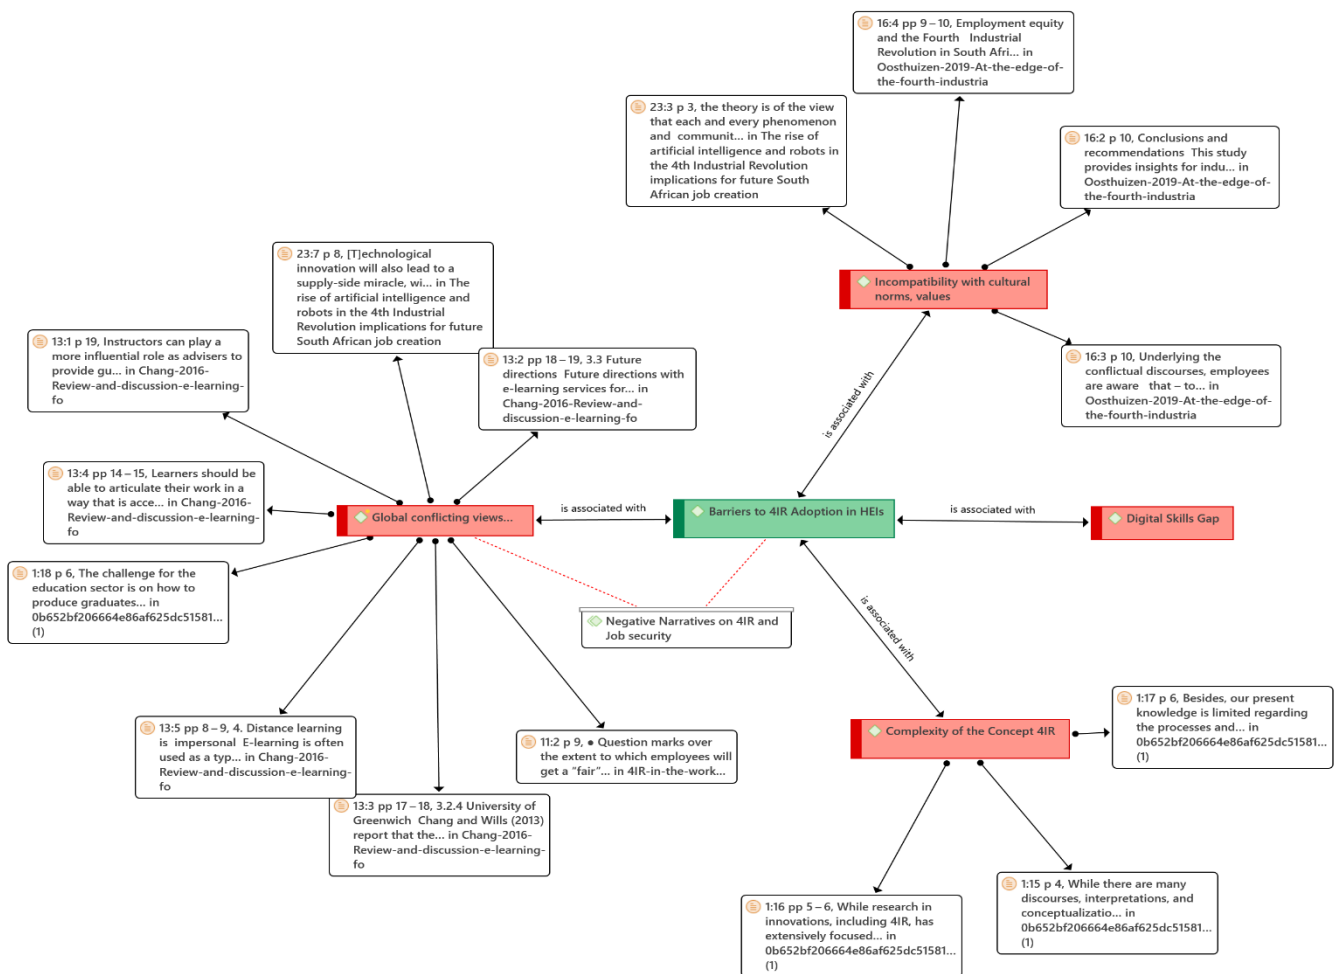 16:4 pp 9 – 10, Employment equity
and the Fourth Industrial
Revolution in South Afri... in
Oosthuizen-2019-At-the-edge-of-
the-fourth-industria
23:3 p 3, the theory is of the view
that each and every phenomenon
and communit... in The rise of
artificial intelligence and robots in
the 4th Industrial Revolution
implications for future South
African job creation
16:2 p 10, Conclusions and
recommendations This study
provides insights for indu... in
Oosthuizen-2019-At-the-edge-of-
the-fourth-industria
23:7 p 8, [T]echnological
innovation will also lead to a
supply-side miracle, wi... in The
rise of artificial intelligence and
robots in the 4th Industrial
Revolution implications for future
South African job creation
Incompatibility with cultural
norms, values
13:1 p 19, Instructors can play a
more influential role as advisers to
provide gu... in Chang-2016-
Review-and-discussion-e-learning-
fo
13:2 pp 18 – 19, 3.3 Future
directions Future directions with
e-learning services for... in
Chang-2016-Review-and-
discussion-e-learning-fo
16:3 p 10, Underlying the
conflictual discourses, employees
are aware that – to... in
Oosthuizen-2019-At-the-edge-of-
the-fourth-industria
is associated with
13:4 pp 14 – 15, Learners should be
able to articulate their work in a
way that is acce... in Chang-2016-
Review-and-discussion-e-learning-
fo
Global conflicting views...
is associated with
Barriers to 4IR Adoption in HEIs
is associated with
Digital Skills Gap
1:18 p 6, The challenge for the
education sector is on how to
produce graduates... in
0b652bf206664e86af625dc51581...
(1)
Negative Narratives on 4IR and
Job security
is associated with
13:5 pp 8 – 9, 4. Distance learning
is impersonal E-learning is often
used as a typ... in Chang-2016-
Review-and-discussion-e-learning-
fo
11:2 p 9, ● Question marks over
the extent to which employees will
get a “fair”... in 4IR-in-the-work...
Complexity of the Concept 4IR
1:17 p 6, Besides, our present
knowledge is limited regarding
the processes and... in
0b652bf206664e86af625dc51581...
(1)
13:3 pp 17 – 18, 3.2.4 University of
Greenwich Chang and Wills (2013)
report that the... in Chang-2016-
Review-and-discussion-e-learning-
fo
1:16 pp 5 – 6, While research in
innovations, including 4IR, has
extensively focused... in
0b652bf206664e86af625dc51581...
(1)
1:15 p 4, While there are many
discourses, interpretations, and
conceptualizatio... in
0b652bf206664e86af625dc51581...
(1)